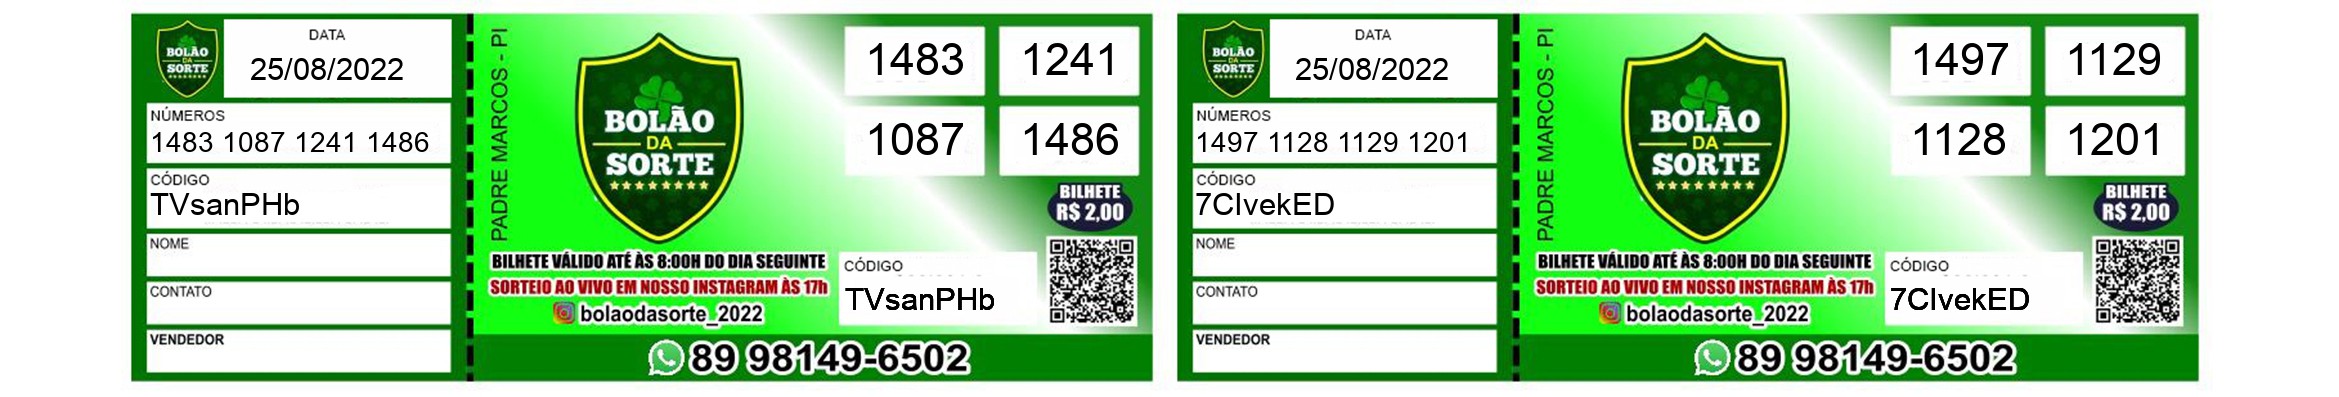 BOLÃO
DA
SORTE
DATA
25/08/2022
NÚMEROS
1483 1087 1241 1486
CÓDIGO
TVsanPHb
NOME
CONTATO
VENDEDOR
PADRE MARCOS - PI
BOLÃO
DA
SORTE
1483 1241
1087 1486
BILHETE
R$ 2,00
BILHETE VÁLIDO ATÉ ÀS 8:00H DO DIA SEGUINTE
SORTEIO AO VIVO EM NOSSO INSTAGRAM ÀS 17h
bolaodasorte_2022
CÓDIGO
TVsanPHb
89 98149-6502
BOLÃO
DA
SORTE
DATA
25/08/2022
NÚMEROS
1497 1128 1129 1201
CÓDIGO
7CIvekED
NOME
CONTATO
VENDEDOR
PADRE MARCOS - PI
BOLÃO
DA
SORTE
1497 1129
1128 1201
BILHETE
R$ 2,00
BILHETE VÁLIDO ATÉ ÀS 8:00H DO DIA SEGUINTE
SORTEIO AO VIVO EM NOSSO INSTAGRAM ÀS 17h
bolaodasorte_2022
CÓDIGO
7CIvekED
89 98149-6502